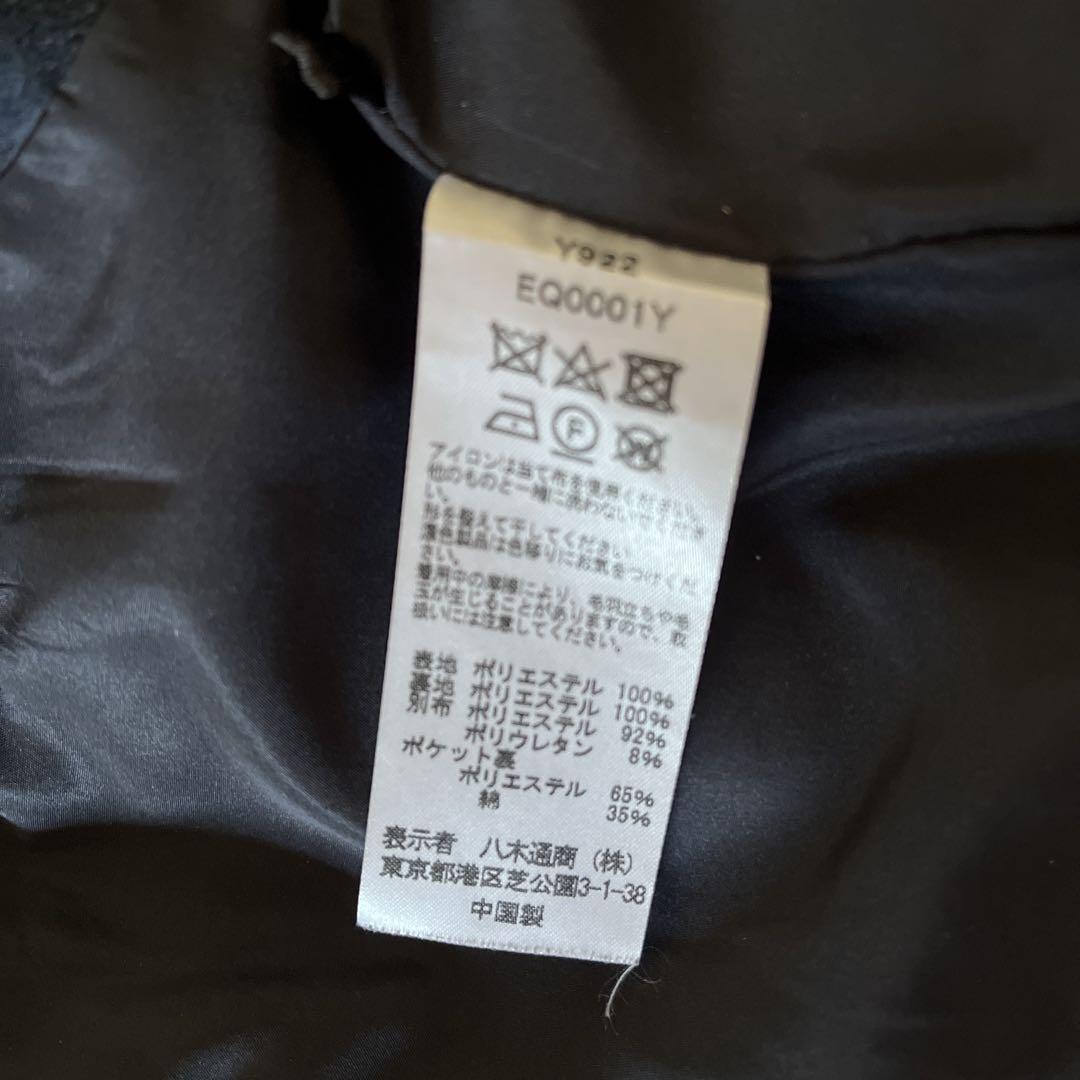 Y922
EQ0001Y
F
W
アイロンは当て布を使用ください。
他のものと一緒に洗わないでくださ
い。
形を整えて干してください。
濃色製品は色移りにお気をつけくだ
さい。
着用中の摩擦により、毛羽立ちや毛
玉が生じることがありますので、取
扱いには注意してください。
表地 ポリエステル 100%
裏地 ポリエステル 100%
別布 ポリエステル 92%
ポリウレタン 8%
ポケット裏
ポリエステル 65%
綿 35%
表示者 八木通商(株)
東京都港区芝公園3-1-38
中国製